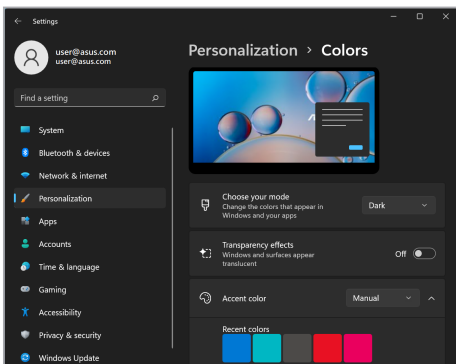 Settings
user@asus.com
user@asus.com
Find a setting
System
Bluetooth & devices
Network & internet
Personalization
Apps
Accounts
Time & language
Gaming
Accessibility
Privacy & security
Windows Update
Personalization > Colors
Choose your mode
Change the colors that appear in
Windows and your apps
Dark
Transparency effects
Windows and surfaces appear
translucent
Off
Accent color
Manual
Recent colors